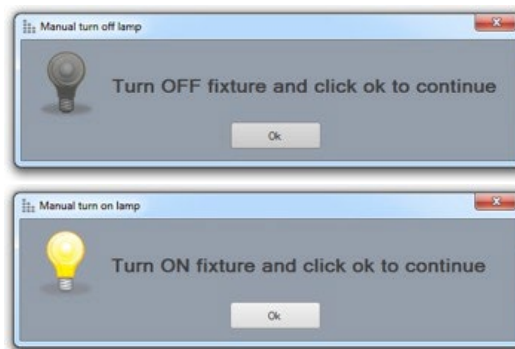 Manual turn off lamp
Turn OFF fixture and click ok to continue
Ok
Manual turn on lamp
Turn ON fixture and click ok to continue
Ok